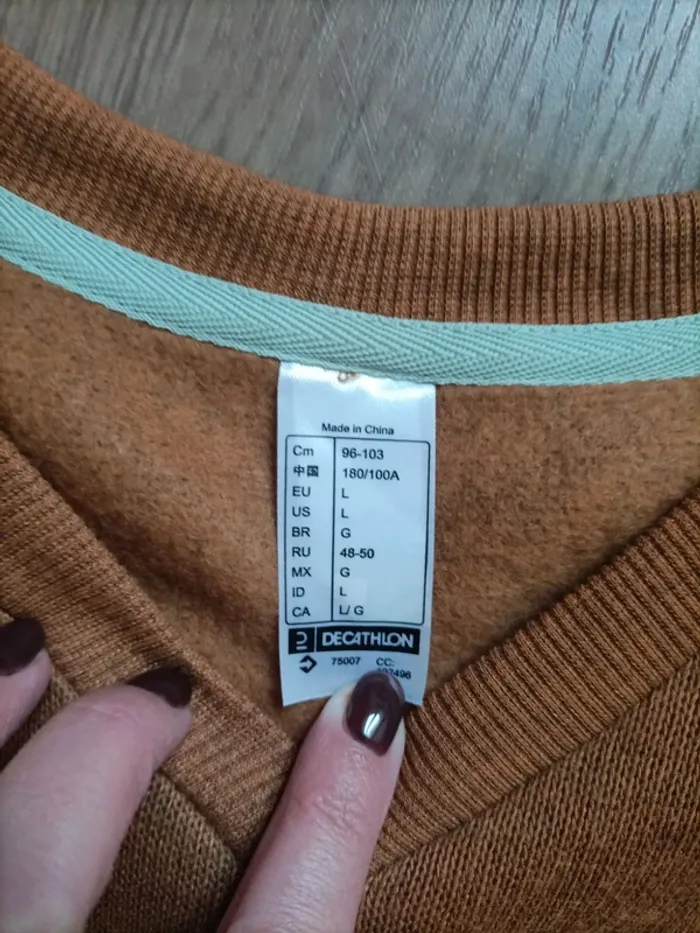 Made in China
Cm 96-103
中国 180/100A
EU L
US L
BR G
RU 48-50
MX G
ID L
CA L/ G
DECATHLON
75007 CC: